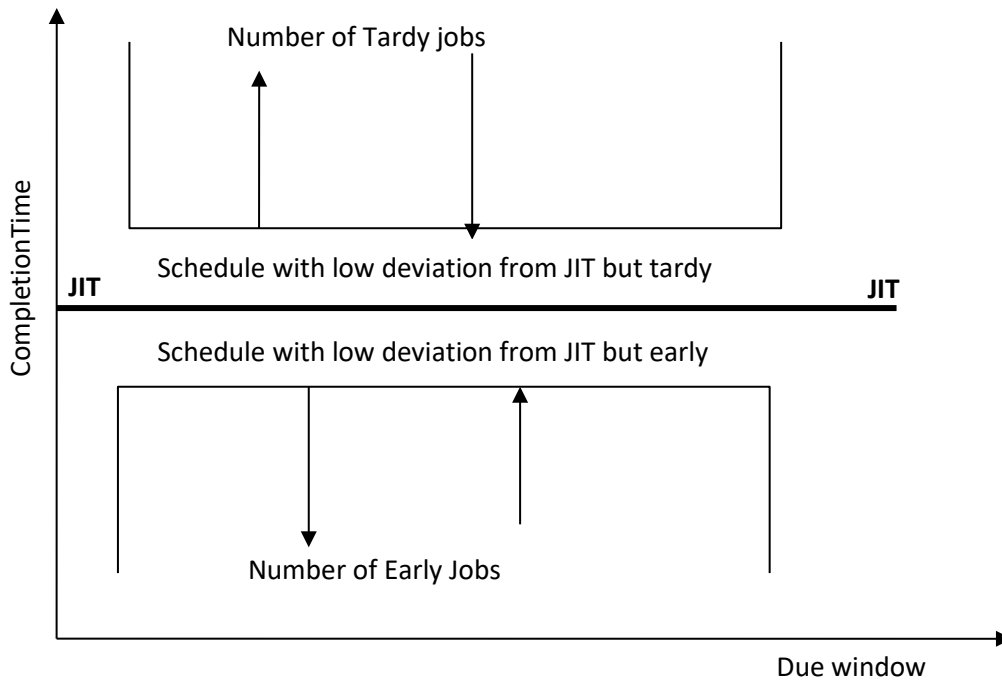 Number of Tardy jobs
CompletionTime
Schedule with low deviation from JIT but tardy
JIT
JIT
Schedule with low deviation from JIT but early
Number of Early Jobs
Due window